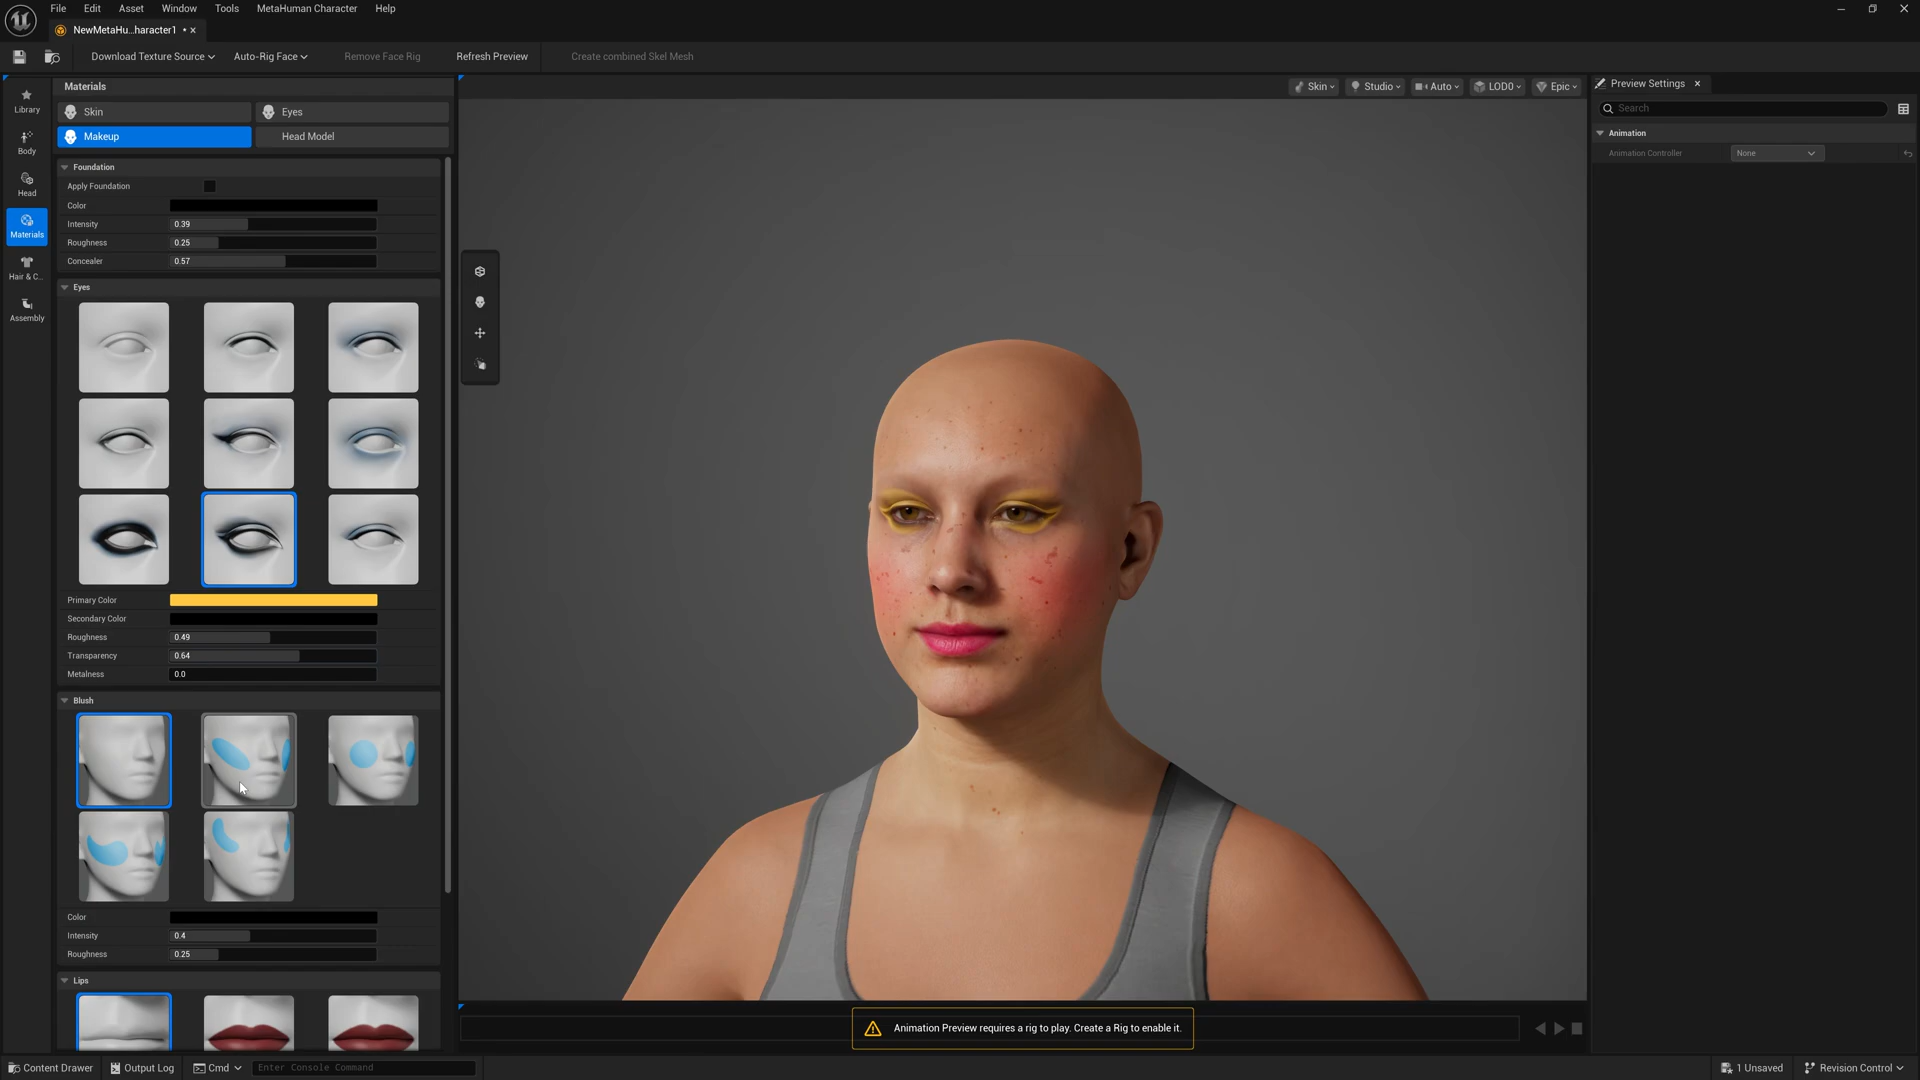 File Edit Asset Window Tools MetaHuman Character Help
NewMetaHu...haracter1 •
Download Texture Source Auto-Rig Face Remove Face Rig Refresh Preview Create combined Skel Mesh
Library
Body
Head
Materials
Hair & C...
Assembly
Materials
Skin Eyes
Makeup Head Model
Foundation
Apply Foundation
Color
Intensity 0.39
Roughness 0.25
Concealer 0.57
Eyes
Primary Color
Secondary Color
Roughness 0.49
Transparency 0.64
Metalness 0.0
Blush
Color
Intensity 0.4
Roughness 0.25
Lips
Skin Studio Auto LOD0 Epic
Animation Preview requires a rig to play. Create a Rig to enable it.
Preview Settings
Search
Animation
Animation Controller None
Content Drawer Output Log Cmd Enter Console Command
1 Unsaved Revision Control